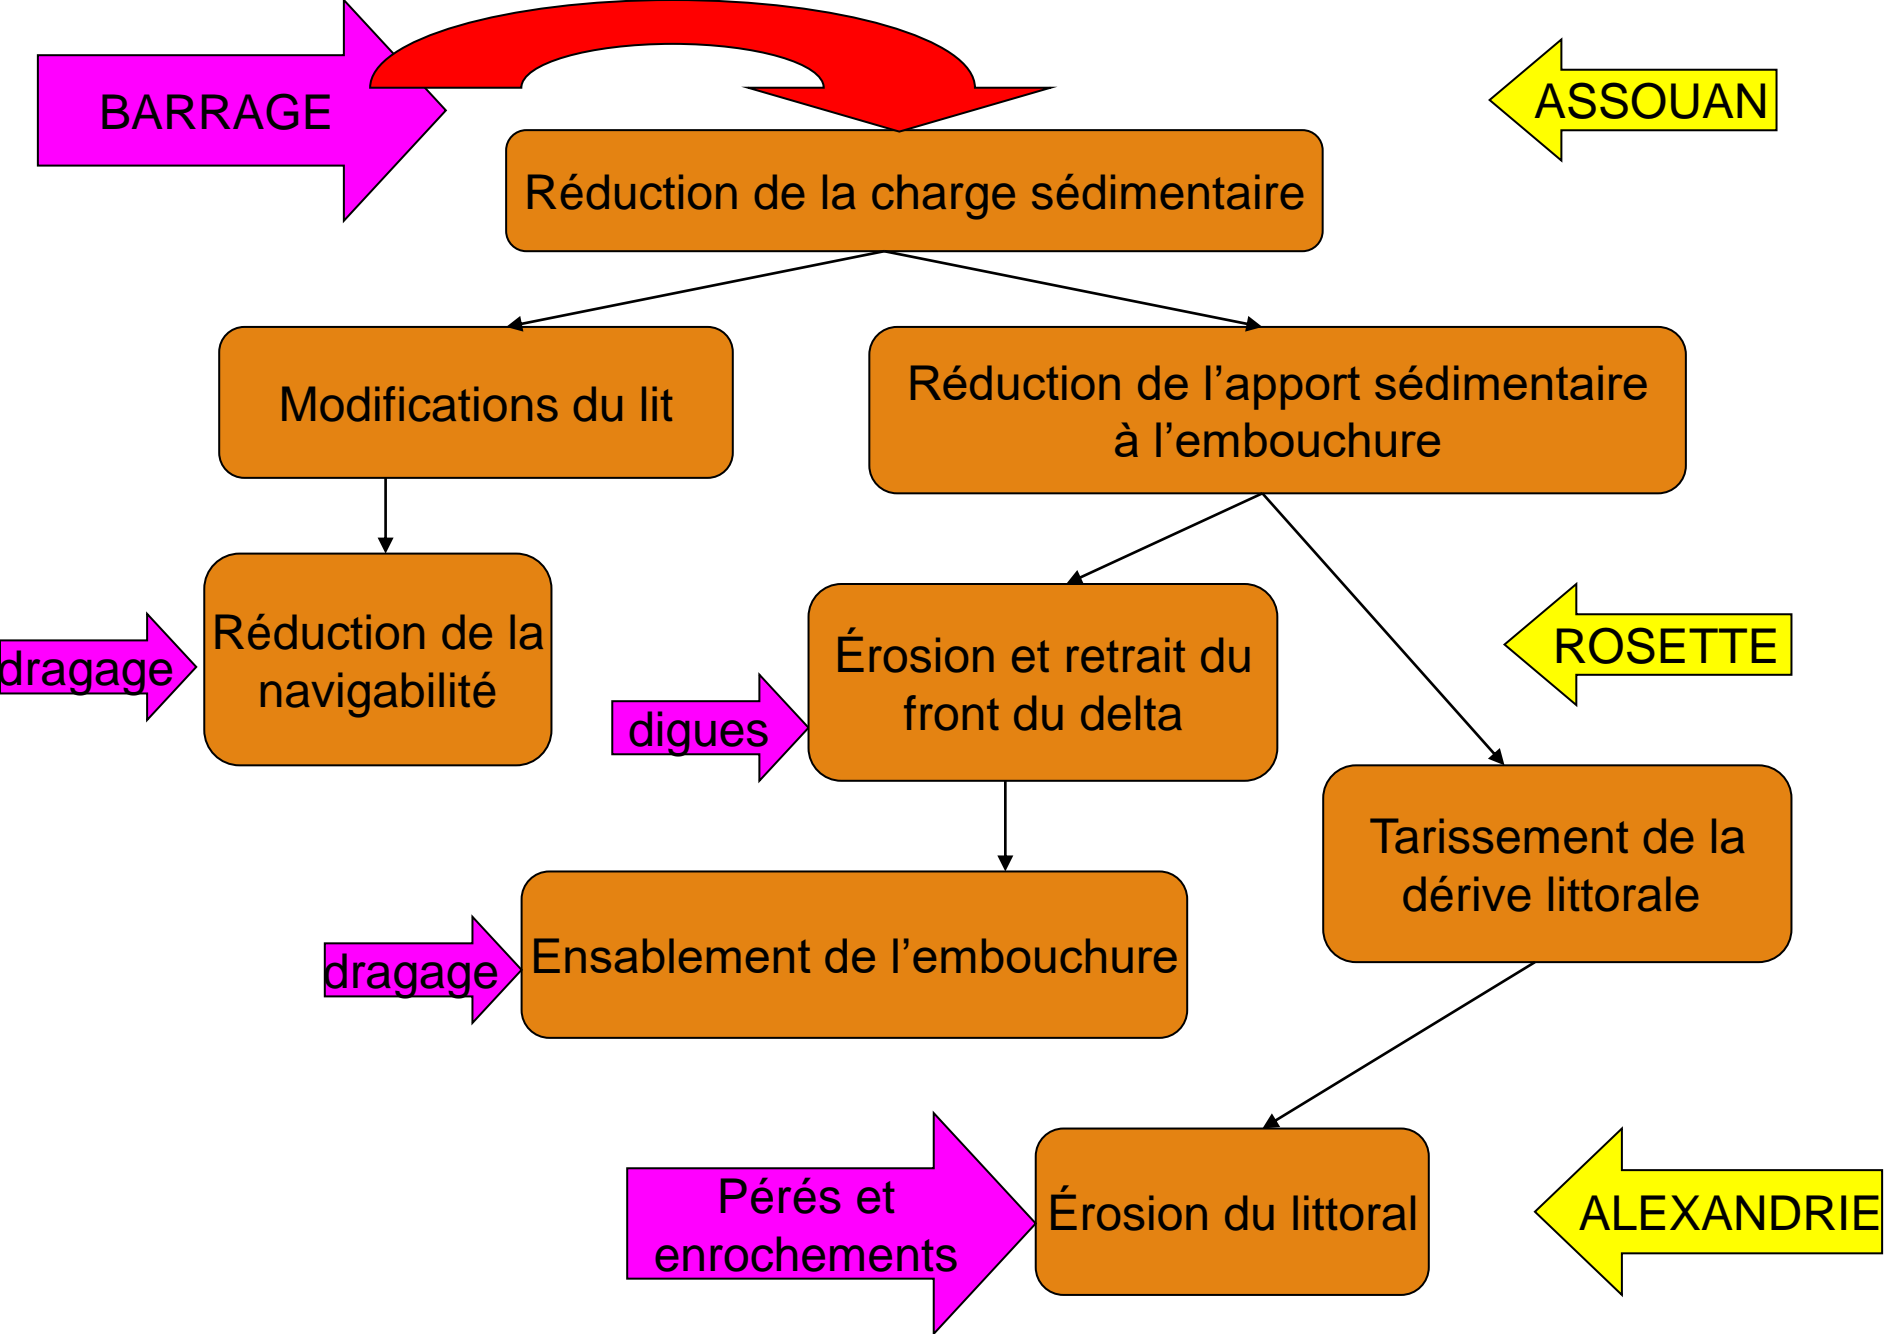 BARRAGE
ASSOUAN
Réduction de la charge sédimentaire
Modifications du lit
Réduction de l’apport sédimentaire
à l’embouchure
dragage
Réduction de la
navigabilité
digues
Érosion et retrait du
front du delta
ROSETTE
Tarissement de la
dérive littorale
dragage
Ensablement de l’embouchure
Pérés et
enrochements
Érosion du littoral
ALEXANDRIE